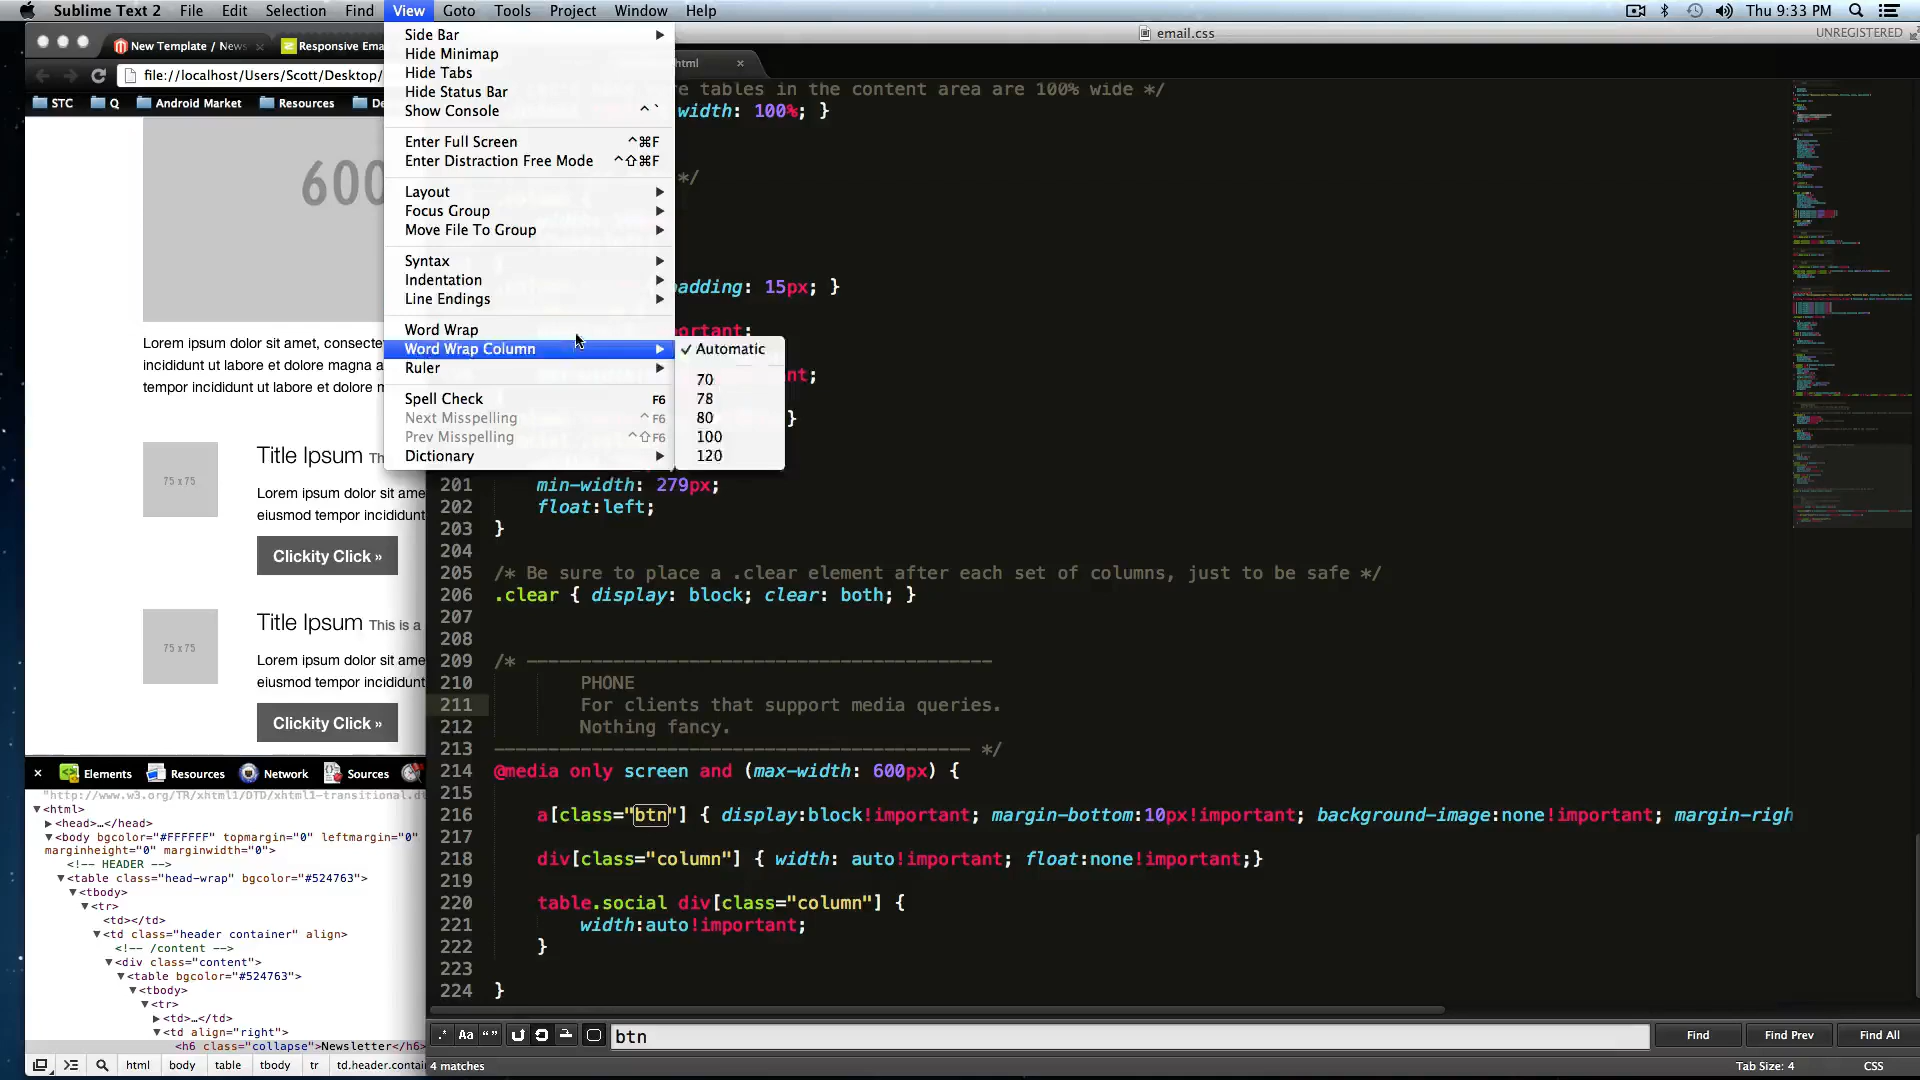 Sublime Text 2 File Edit Selection Find View Goto Tools Project Window Help Thu 9:33 PM
email.css UNREGISTERED
New Template / News Responsive Ema html
file://localhost/Users/Scott/Desktop/
STC Q Android Market Resources De
Side Bar
Hide Minimap
Hide Tabs
Hide Status Bar
Show Console ^ `
Enter Full Screen ^⌘F
Enter Distraction Free Mode ^⇧⌘F
Layout
Focus Group
Move File To Group
Syntax
Indentation
Line Endings
Word Wrap
Word Wrap Column
Ruler
Spell Check F6
Next Misspelling ^ F6
Prev Misspelling ^⇧F6
Dictionary
✓ Automatic
70
78
80
100
120
600
Lorem ipsum dolor sit amet, consecte
incididunt ut labore et dolore magna a
tempor incididunt ut labore et dolore m
75 x 75
Title Ipsum
Lorem ipsum dolor sit ame
eiusmod tempor incididunt
Clickity Click »
75 x 75
Title Ipsum This is a
Lorem ipsum dolor sit ame
eiusmod tempor incididunt
Clickity Click »
Elements Resources Network Sources
"http://www.w3.org/TR/xhtml1/DTD/xhtml1-transitional.dt
▼<html>
▶<head>…</head>
▼<body bgcolor="#FFFFFF" topmargin="0" leftmargin="0"
marginheight="0" marginwidth="0">
<!-- HEADER -->
▼<table class="head-wrap" bgcolor="#524763">
▼<tbody>
▼<tr>
<td></td>
▼<td class="header container" align>
<!-- /content -->
▼<div class="content">
▼<table bgcolor="#524763">
▼<tbody>
▼<tr>
▶<td>…</td>
▼<td align="right">
<h6 class="collapse">Newsletter</h6>
html body table tbody tr td.header.contai
tables in the content area are 100% wide */
width: 100%; }
*/
adding: 15px; }
portant;
nt;
}
201 min-width: 279px;
202 float:left;
203 }
204
205 /* Be sure to place a .clear element after each set of columns, just to be safe */
206 .clear { display: block; clear: both; }
207
208
209 /* -------------------------------------------
210 PHONE
211 For clients that support media queries.
212 Nothing fancy.
213 -------------------------------------------- */
214 @media only screen and (max-width: 600px) {
215
216 a[class="btn"] { display:block!important; margin-bottom:10px!important; background-image:none!important; margin-righ
217
218 div[class="column"] { width: auto!important; float:none!important;}
219
220 table.social div[class="column"] {
221 width:auto!important;
222 }
223
224 }
.* Aa “ ” btn Find Find Prev Find All
4 matches Tab Size: 4 CSS